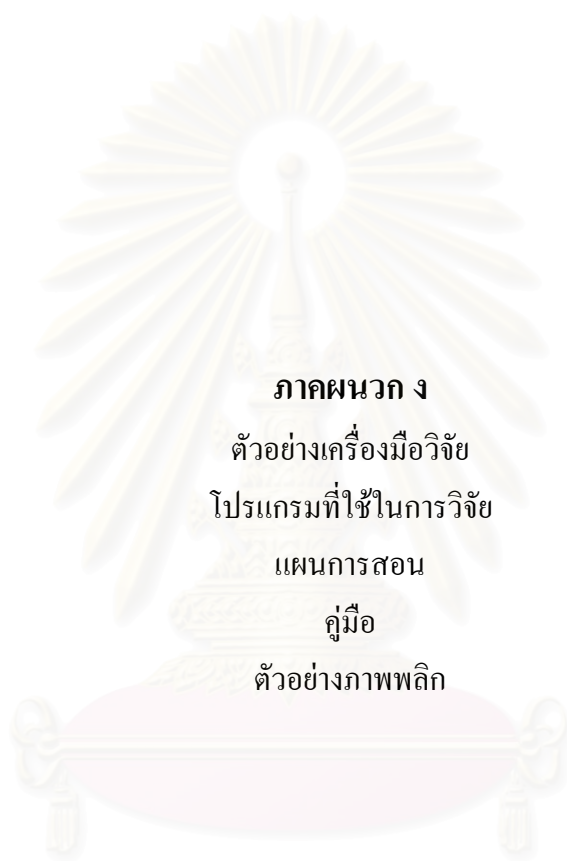 ภาคผนวก ง
ตัวอย่างเครื่องมือวิจัย
โปรแกรมที่ใช้ในการวิจัย
แผนการสอน
คู่มือ
ตัวอย่างภาพพลิก